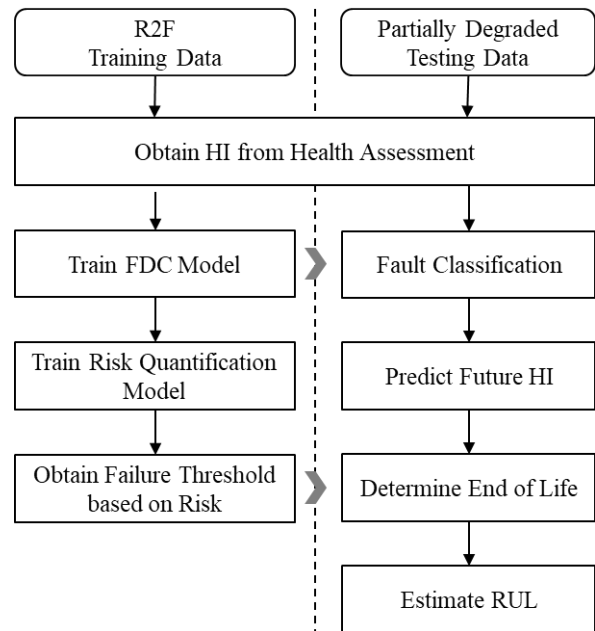 R2F
Training Data
Partially Degraded
Testing Data
Obtain HI from Health Assessment
Train FDC Model
Fault Classification
Train Risk Quantification
Model
Predict Future HI
Obtain Failure Threshold
based on Risk
Determine End of Life
Estimate RUL